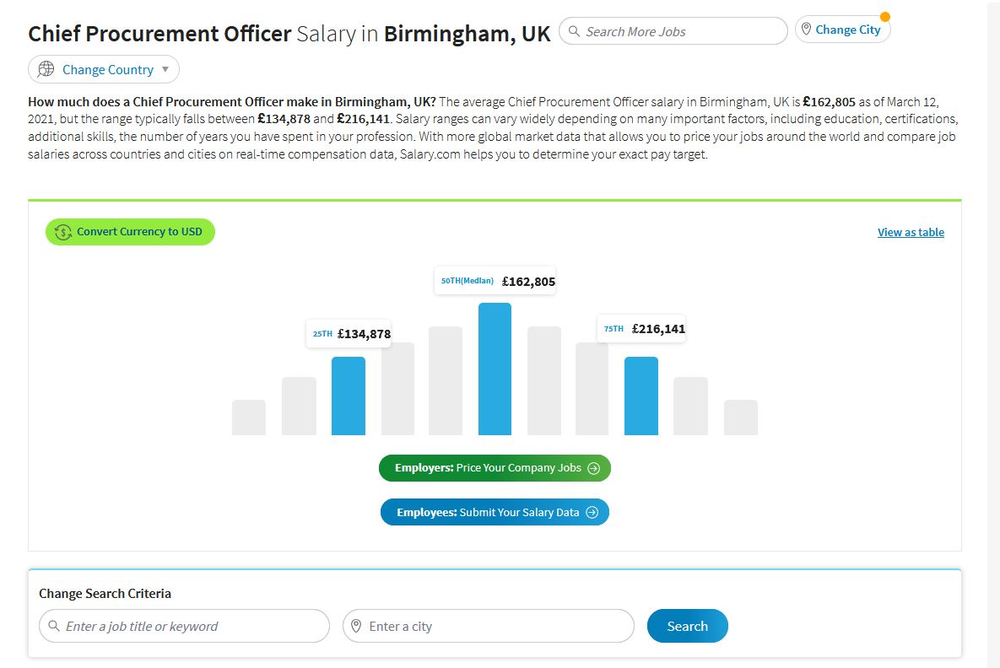 Chief Procurement Officer Salary in Birmingham, UK
Search More Jobs
Change City
Change Country
How much does a Chief Procurement Officer make in Birmingham, UK? The average Chief Procurement Officer salary in Birmingham, UK is £162,805 as of March 12,
2021, but the range typically falls between £134,878 and £216,141. Salary ranges can vary widely depending on many important factors, including education, certifications,
additional skills, the number of years you have spent in your profession. With more global market data that allows you to price your jobs around the world and compare job
salaries across countries and cities on real-time compensation data, Salary.com helps you to determine your exact pay target.
Convert Currency to USD
View as table
50TH(Median) £162,805
25TH £134,878
75TH £216,141
Employers: Price Your Company Jobs
Employees: Submit Your Salary Data
Change Search Criteria
Enter a job title or keyword
Enter a city
Search